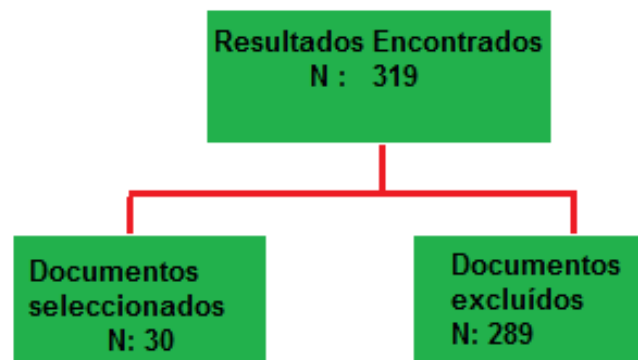 Resultados Encontrados
N : 319
Documentos
seleccionados
N: 30
Documentos
excluídos
N: 289